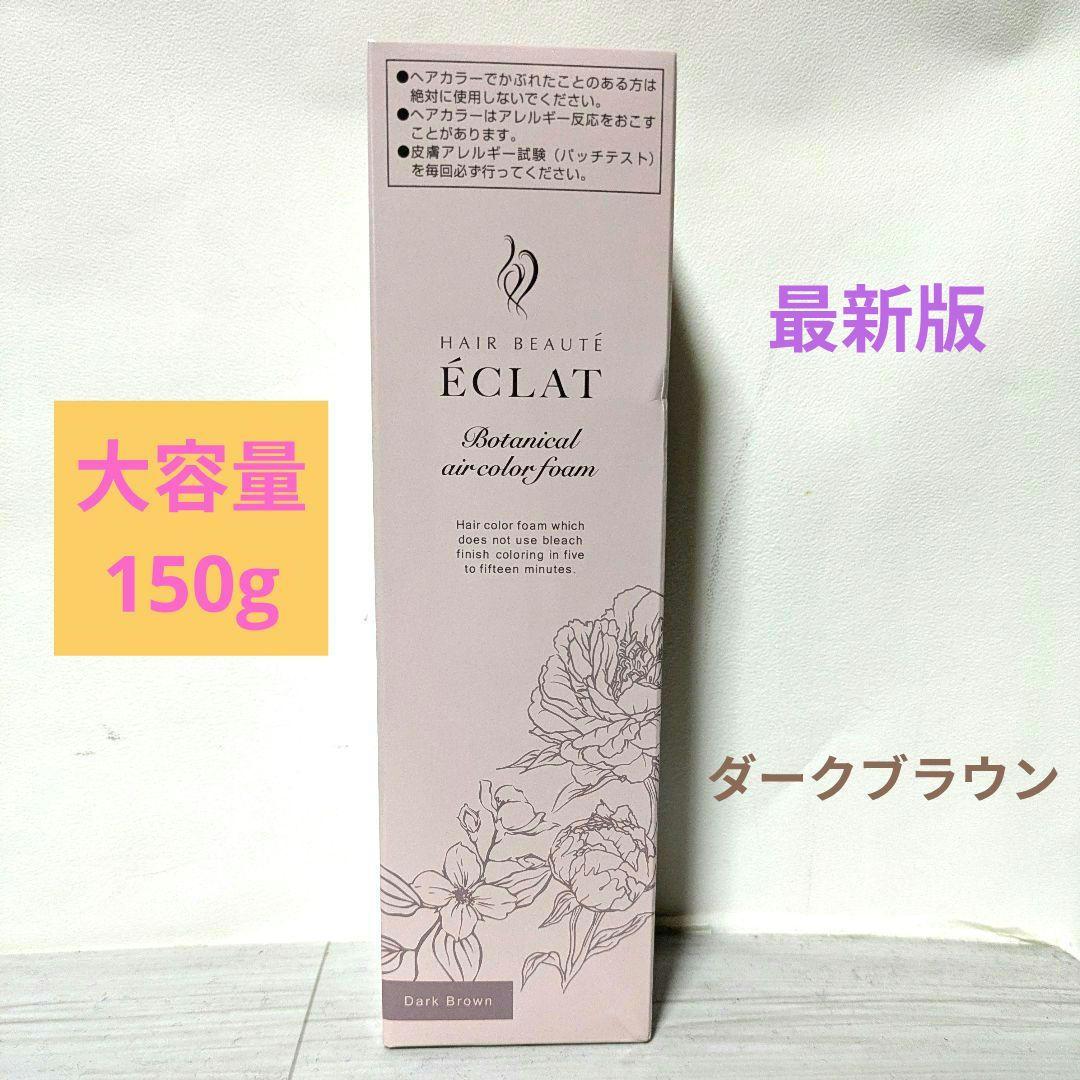 ●ヘアカラーでかぶれたことのある方は
絶対に使用しないでください。
●ヘアカラーはアレルギー反応をおこす
ことがあります。
●皮膚アレルギー試験（パッチテスト）
を毎回必ず行ってください。
HAIR BEAUTÉ
ÉCLAT
Botanical
air color foam
Hair color foam which
does not use bleach
finish coloring in five
to fifteen minutes.
Dark Brown
大容量
150g
最新版
ダークブラウン